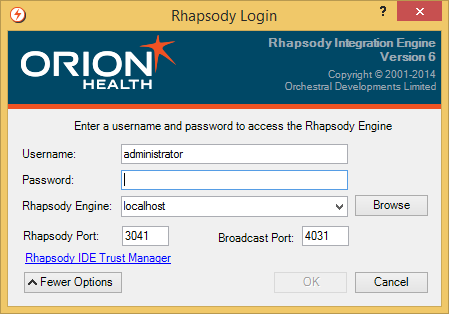 Rhapsody Login
?
ORION
HEALTH
Rhapsody Integration Engine
Version 6
Copyright © 2001-2014
Orchestral Developments Limited
Enter a username and password to access the Rhapsody Engine
Username: administrator
Password:
Rhapsody Engine: localhost Browse
Rhapsody Port: 3041 Broadcast Port: 4031
Rhapsody IDE Trust Manager
Fewer Options OK Cancel